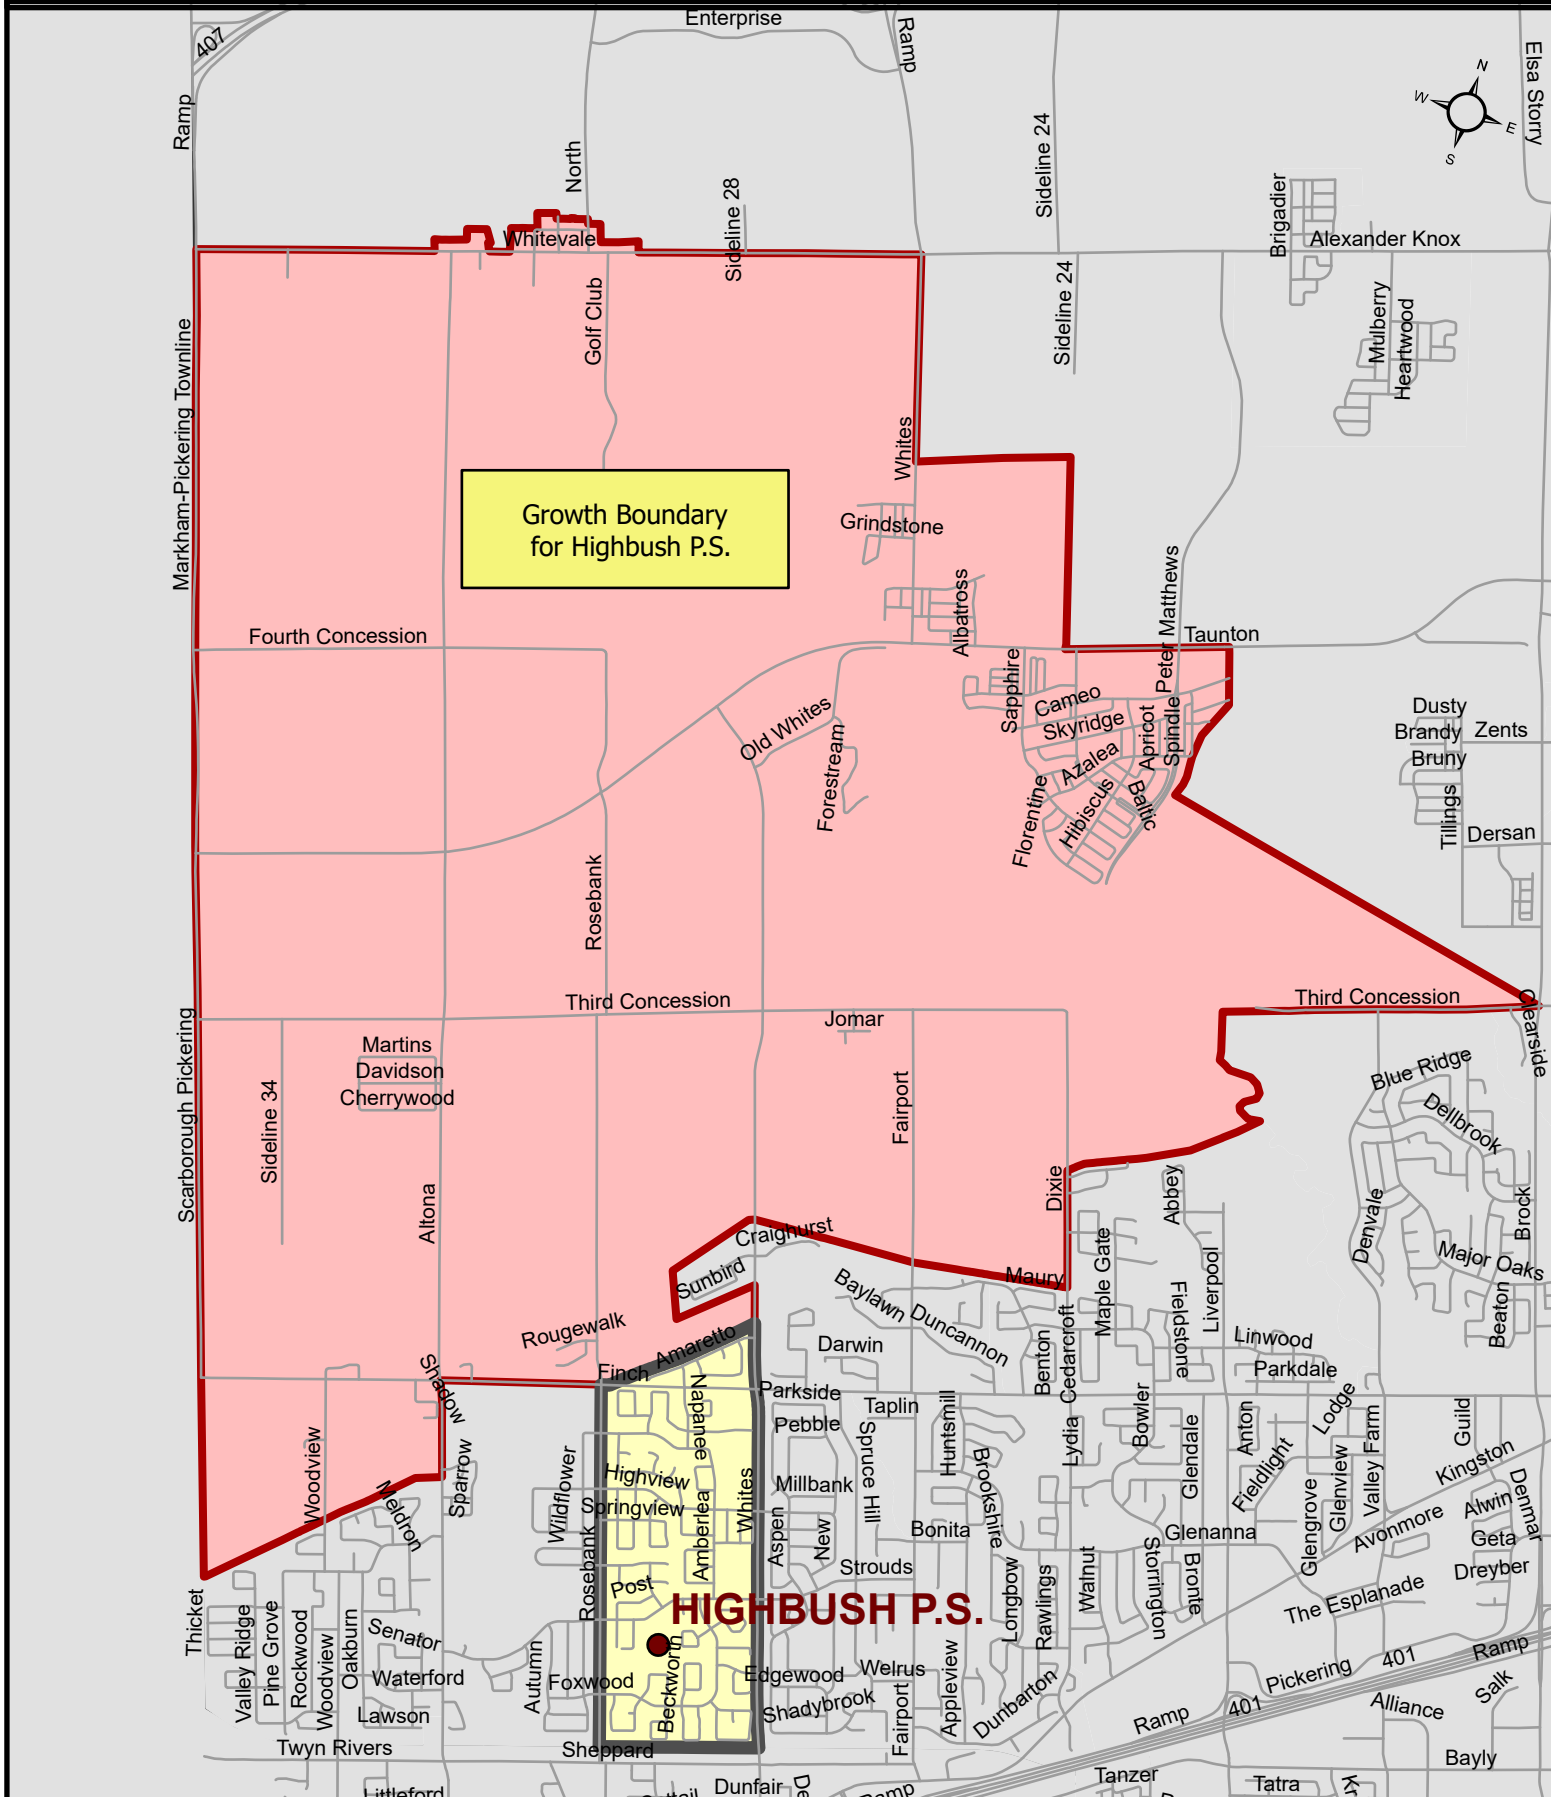 Enterprise
Ramp
407
Elsa Storry
N
W
E
S
Ramp
North
Sideline 28
Sideline 24
Brigadier
Whitevale
Alexander Knox
Markham-Pickering Townline
Golf Club
Sideline 24
Mulberry
Heartwood
Whites
Growth Boundary
for Highbush P.S.
Grindstone
Albatross
Peter Matthews
Fourth Concession
Taunton
Sapphire
Cameo
Skyridge
Apricot
Spindle
Old Whites
Forestream
Azalea
Florentine
Hibiscus
Baltic
Dusty
Brandy
Zents
Bruny
Tillings
Dersan
Rosebank
Third Concession
Third Concession
Clearside
Scarborough Pickering
Jomar
Martins
Davidson
Cherrywood
Sideline 34
Fairport
Blue Ridge
Dellbrook
Altona
Dixie
Abbey
Denvale
Brock
Craighurst
Sunbird
Maple Gate
Liverpool
Major Oaks
Maury
Baylawn
Duncannon
Fieldstone
Beaton
Rougewalk
Amaretto
Darwin
Benton
Cedarcroft
Linwood
Parkdale
Finch
Shadow
Napanee
Parkside
Taplin
Pebble
Huntsmill
Lydia
Bowler
Glendale
Anton
Lodge
Valley Farm
Guild
Kingston
Woodview
Sparrow
Meldron
Wildflower
Highview
Springview
Amberlea
Whites
Millbank
Spruce Hill
Brookshire
Fieldlight
Glenview
Denmar
Alwin
Aspen
New
Bonita
Glenanna
Glengrove
Avonmore
Geta
Rosebank
Post
Strouds
Longbow
Rawlings
Walnut
Storrington
Bronte
Dreyber
The Esplanade
HIGHBUSH P.S.
Thicket
Valley Ridge
Pine Grove
Rockwood
Woodview
Oakburn
Senator
Waterford
Lawson
Autumn
Foxwood
Beckworth
Edgewood
Welrus
Shadybrook
Fairport
Appleview
Dunbarton
Ramp
401
Pickering
401
Ramp
Salk
Alliance
Twyn Rivers
Sheppard
Bayly
Littleford
Dunfair
Ramp
Tanzer
Tatra